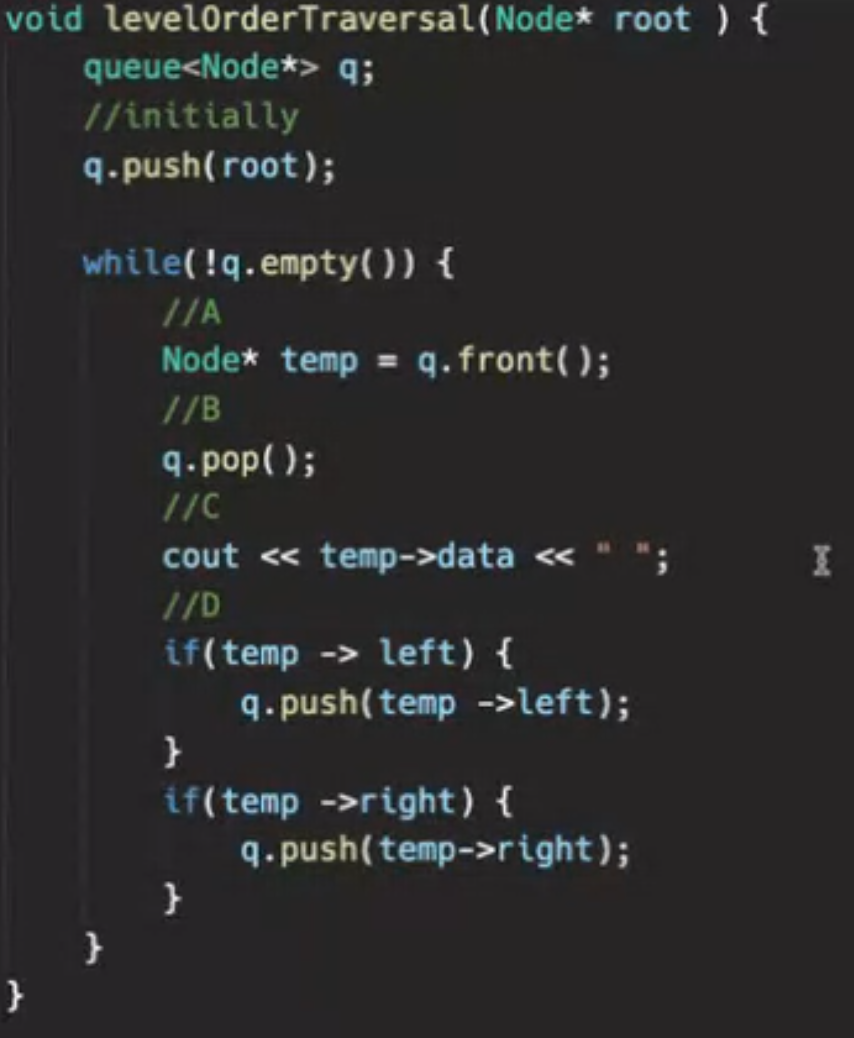 void levelOrderTraversal(Node* root ) {
    queue<Node*> q;
    //initially
    q.push(root);

    while(!q.empty()) {
        //A
        Node* temp = q.front();
        //B
        q.pop();
        //C
        cout << temp->data << " ";
        //D
        if(temp -> left) {
            q.push(temp ->left);
        }
        if(temp ->right) {
            q.push(temp->right);
        }
    }
}